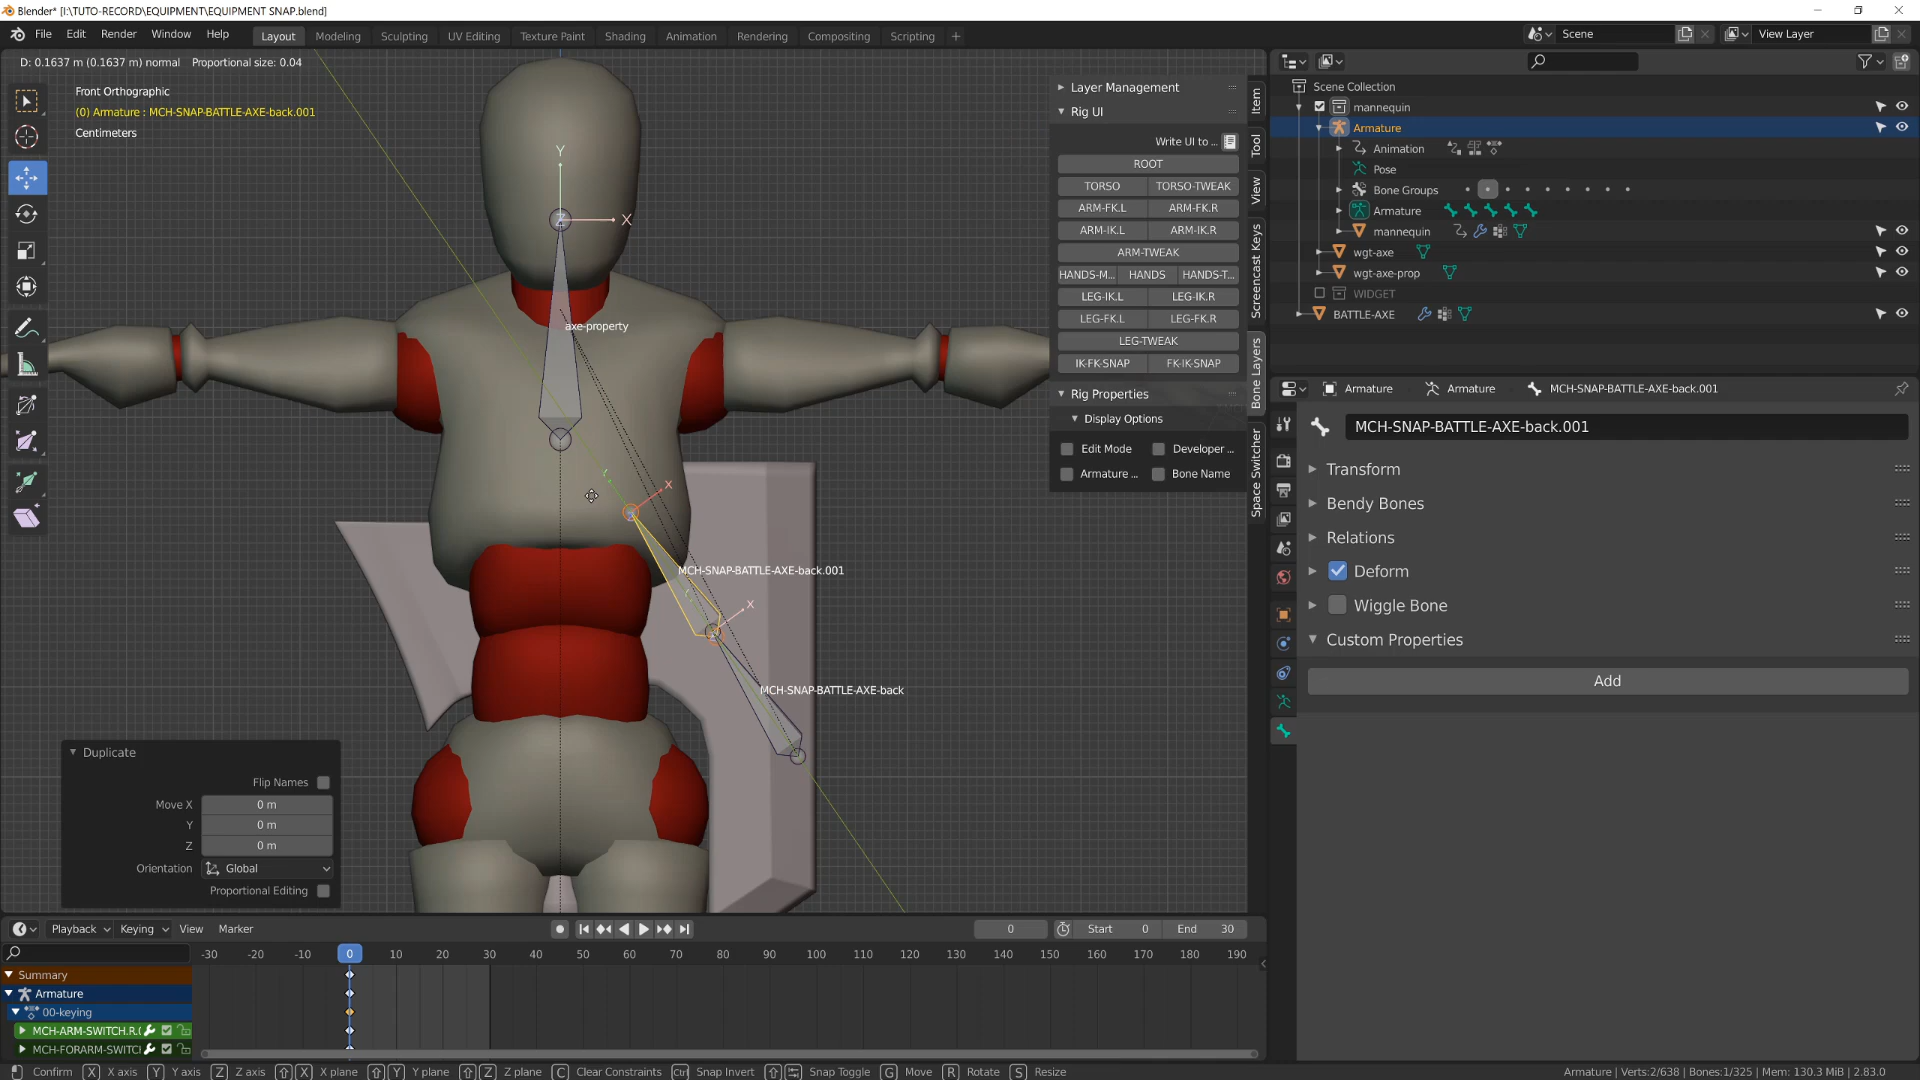 Blender* [I:\TUTO-RECORD\EQUIPMENT\EQUIPMENT SNAP.blend]
File Edit Render Window Help Layout Modeling Sculpting UV Editing Texture Paint Shading Animation Rendering Compositing Scripting + Scene View Layer
D: 0.1637 m (0.1637 m) normal Proportional size: 0.04
Front Orthographic
(0) Armature : MCH-SNAP-BATTLE-AXE-back.001
Centimeters
Y
X
Z
axe-property
Y
X
MCH-SNAP-BATTLE-AXE-back.001
X
MCH-SNAP-BATTLE-AXE-back
Layer Management
Rig UI
Write UI to ...
ROOT
TORSO TORSO-TWEAK
ARM-FK.L ARM-FK.R
ARM-IK.L ARM-IK.R
ARM-TWEAK
HANDS-M... HANDS HANDS-T...
LEG-IK.L LEG-IK.R
LEG-FK.L LEG-FK.R
LEG-TWEAK
IK-FK-SNAP FK-IK-SNAP
Rig Properties
Display Options
Edit Mode Developer ...
Armature ... Bone Name
Item
Tool
View
Screencast Keys
Bone Layers
Space Switcher
Scene Collection
mannequin
Armature
Animation
Pose
Bone Groups
Armature
mannequin
wgt-axe
wgt-axe-prop
WIDGET
BATTLE-AXE
Armature Armature MCH-SNAP-BATTLE-AXE-back.001
MCH-SNAP-BATTLE-AXE-back.001
Transform
Bendy Bones
Relations
Deform
Wiggle Bone
Custom Properties
Add
Duplicate
Flip Names
Move X 0 m
Y 0 m
Z 0 m
Orientation Global
Proportional Editing
Playback Keying View Marker 0 Start 0 End 30
-30 -20 -10 0 10 20 30 40 50 60 70 80 90 100 110 120 130 140 150 160 170 180 190
Summary
Armature
00-keying
MCH-ARM-SWITCH.R.(
MCH-FORARM-SWITCI
Confirm X X axis Y Y axis Z Z axis X X plane Y Y plane Z Z plane C Clear Constraints Ctrl Snap Invert Snap Toggle G Move R Rotate S Resize Armature | Verts:2/638 | Bones:1/325 | Mem: 130.3 MiB | 2.83.0